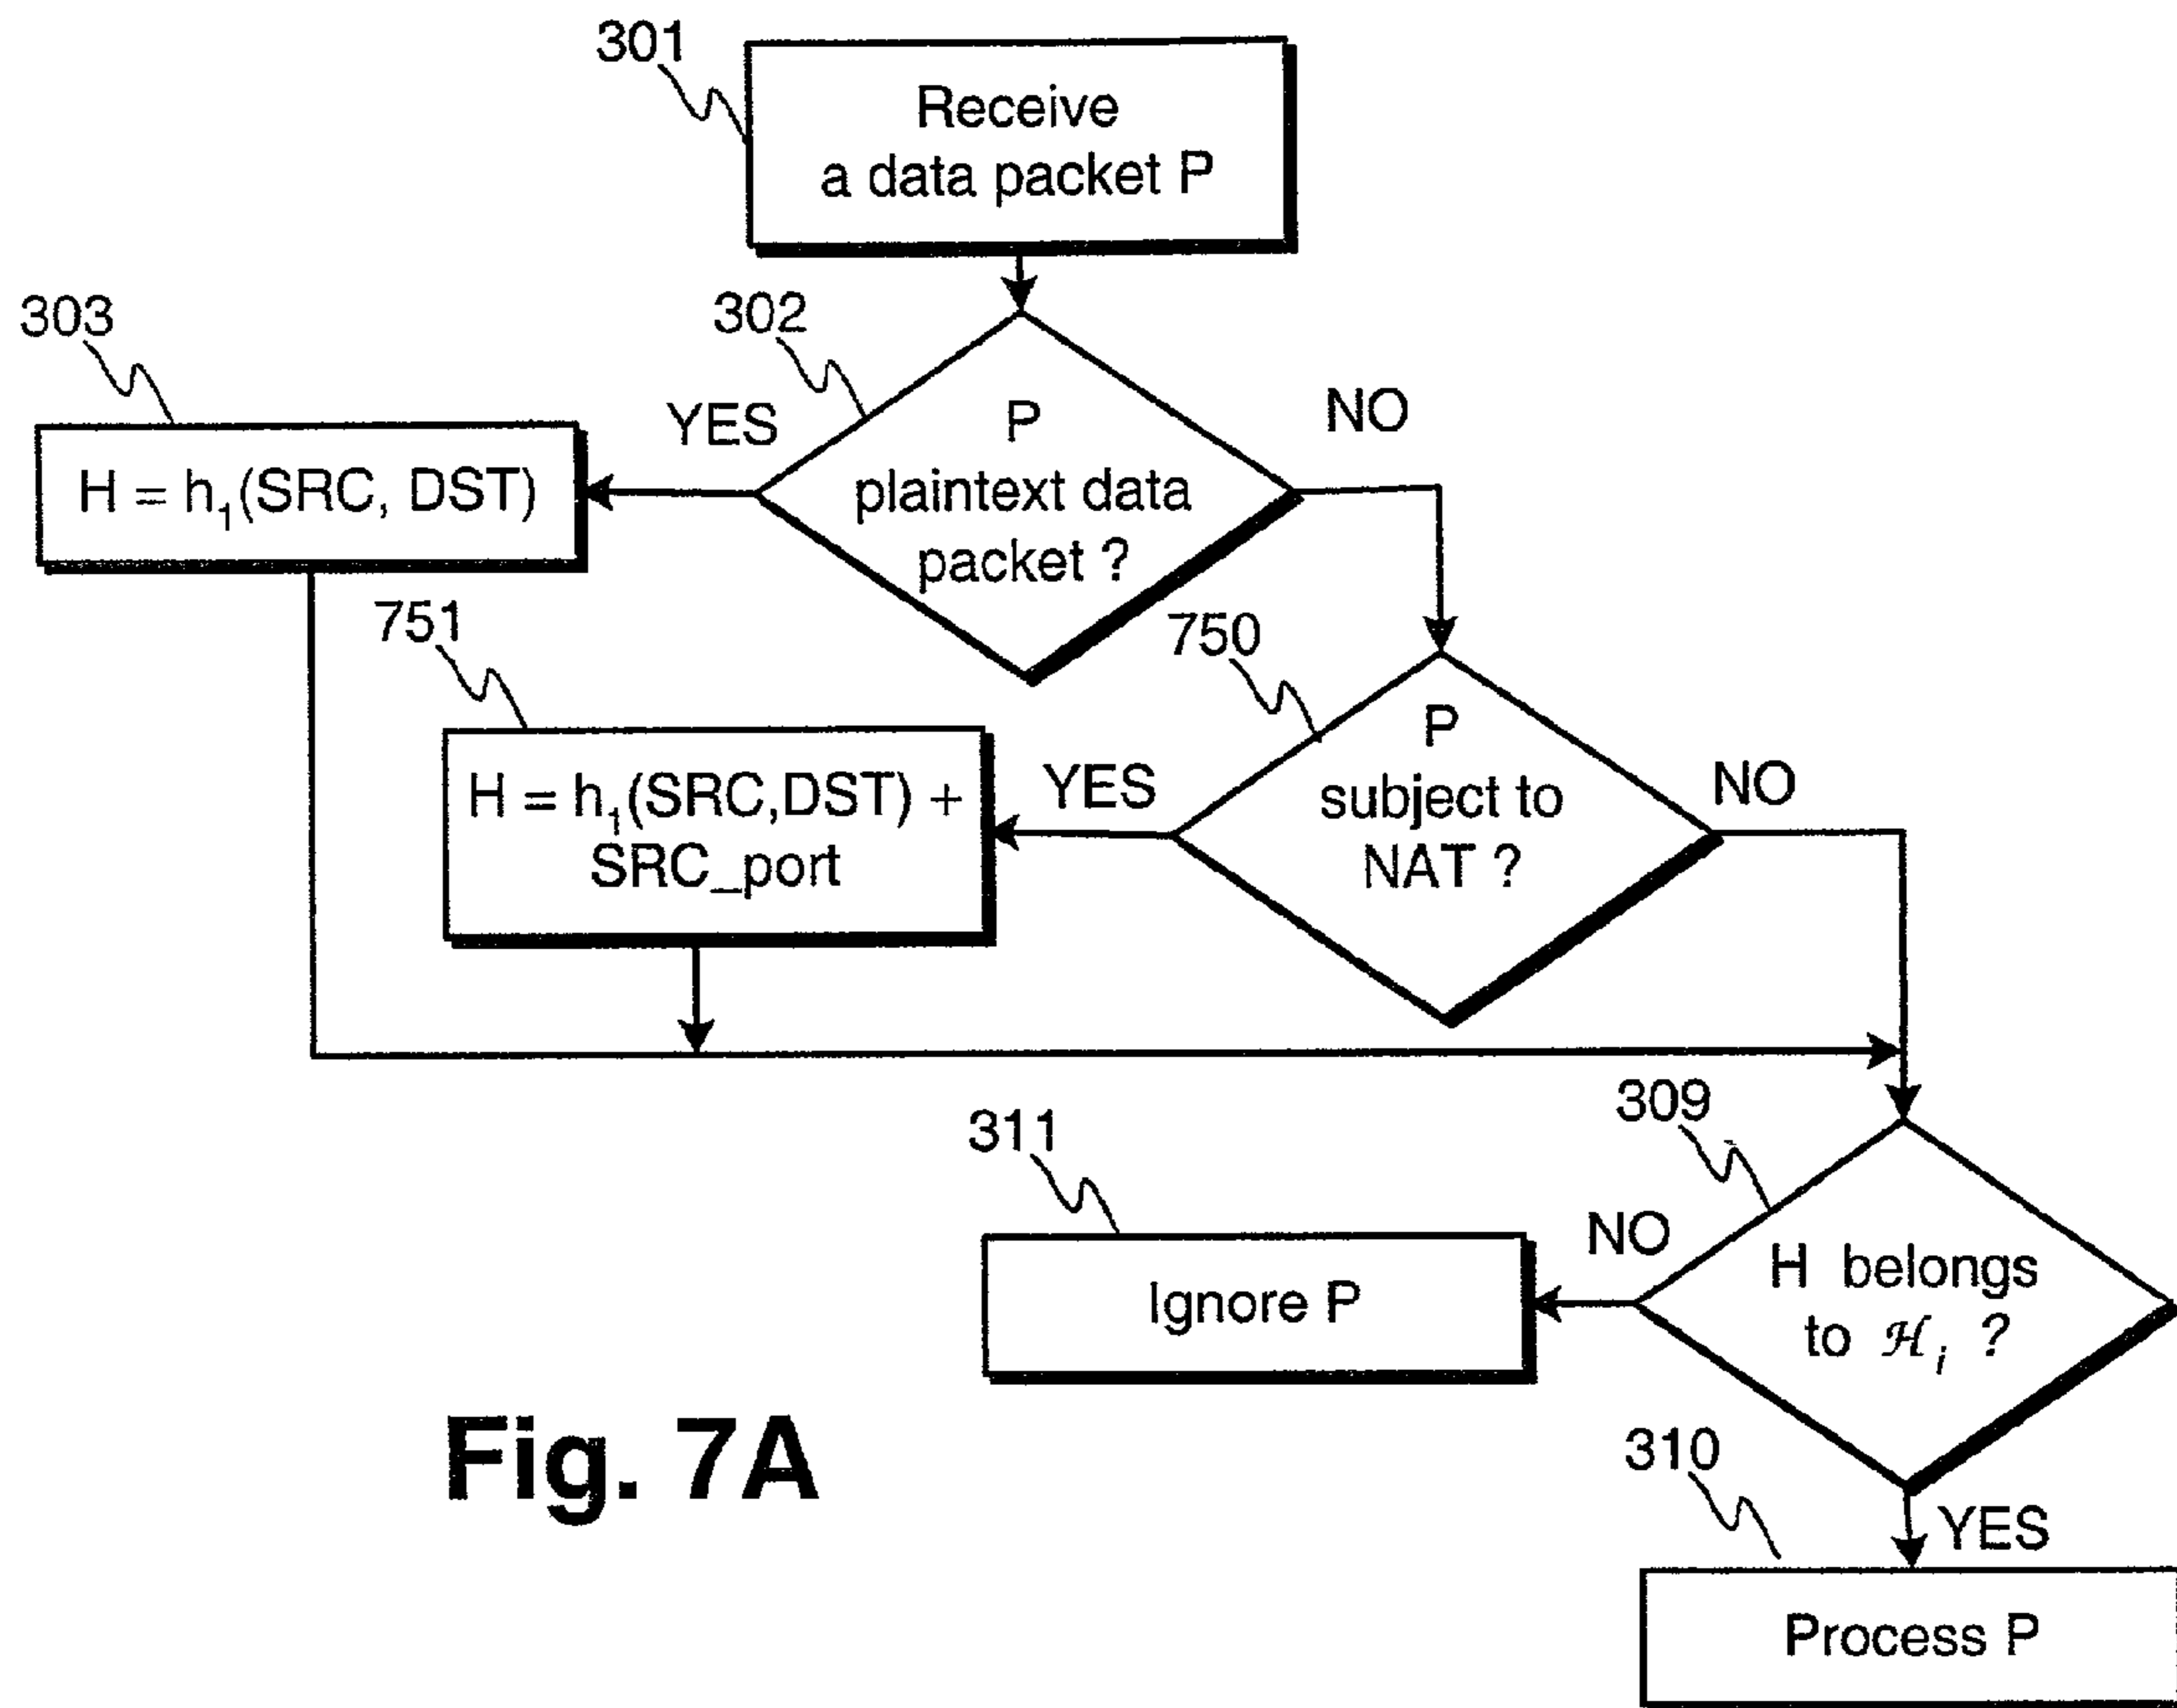 301
Receive
a data packet P
302
303
YES
NO
P
plaintext data
packet ?
H = h₁(SRC, DST)
751
750
P
subject to
NAT ?
YES
NO
H = h₁(SRC,DST) +
SRC_port
309
311
NO
H belongs
to ℋᵢ ?
Ignore P
310
YES
Process P
Fig. 7A